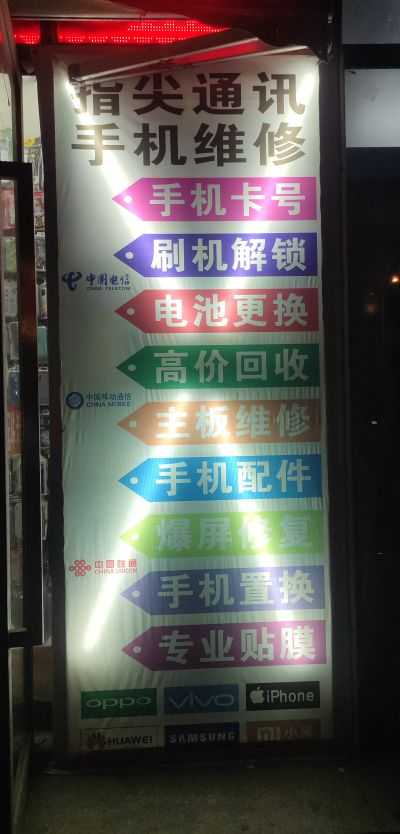 指尖通讯
手机维修
手机卡号
刷机解锁
中国电信
CHINA TELECOM
电池更换
高价回收
中国移动通信
CHINA MOBILE
主板维修
手机配件
爆屏修复
中国联通
CHINA UNICOM
手机置换
专业贴膜
oppo vivo iPhone
HUAWEI SAMSUNG 小米